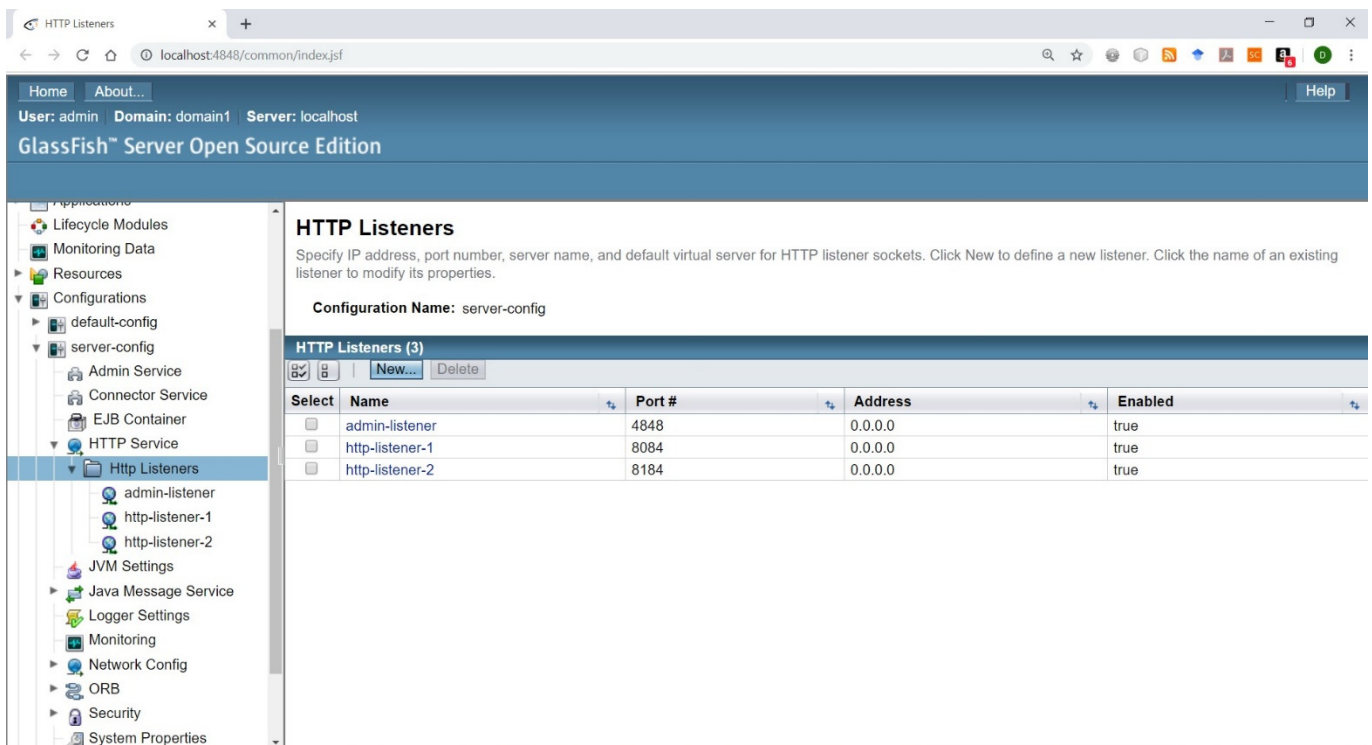 HTTP Listeners
localhost:4848/common/index.jsf
SC
a
6
D
Home About... Help
User: admin Domain: domain1 Server: localhost
GlassFish™ Server Open Source Edition
Applications
Lifecycle Modules
Monitoring Data
Resources
Configurations
default-config
server-config
Admin Service
Connector Service
EJB Container
HTTP Service
Http Listeners
admin-listener
http-listener-1
http-listener-2
JVM Settings
Java Message Service
Logger Settings
Monitoring
Network Config
ORB
Security
System Properties
HTTP Listeners
Specify IP address, port number, server name, and default virtual server for HTTP listener sockets. Click New to define a new listener. Click the name of an existing
listener to modify its properties.
Configuration Name: server-config
HTTP Listeners (3)
New... Delete
Select Name Port # Address Enabled
admin-listener 4848 0.0.0.0 true
http-listener-1 8084 0.0.0.0 true
http-listener-2 8184 0.0.0.0 true